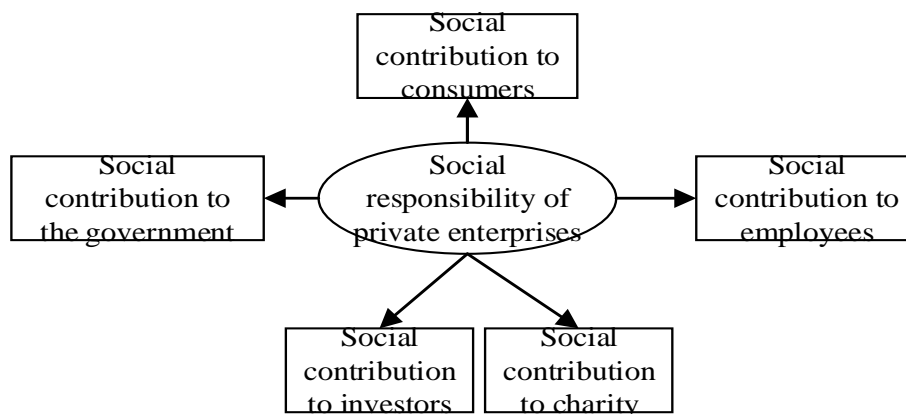 Social
contribution to
consumers
Social
contribution to
the government
Social
responsibility of
private enterprises
Social
contribution to
employees
Social
contribution
to investors
Social
contribution
to charity